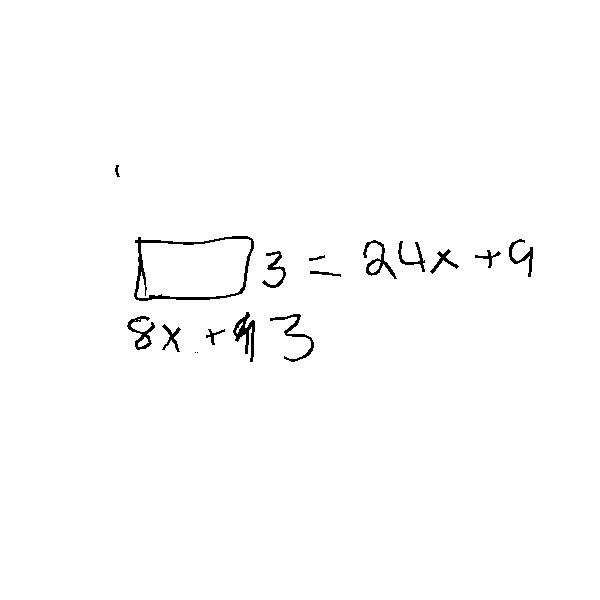 3 = 24x + 9
8x + 3